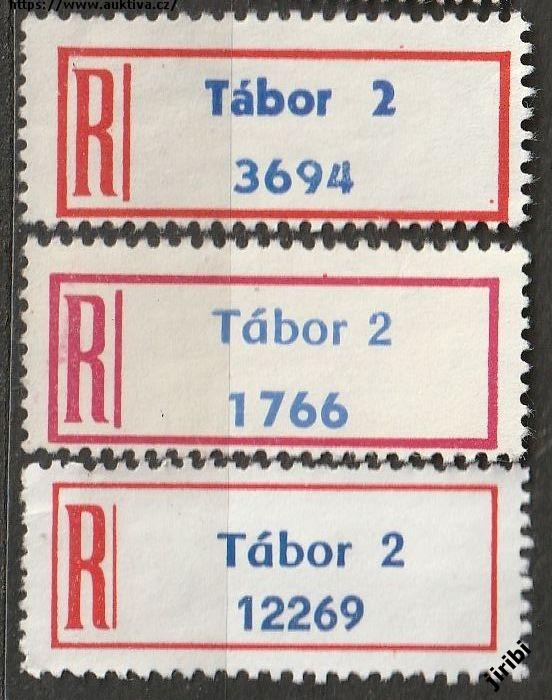 https://www.auktiva.cz/
R
Tábor 2
3694
R
Tábor 2
1766
R
Tábor 2
12269
jiribi